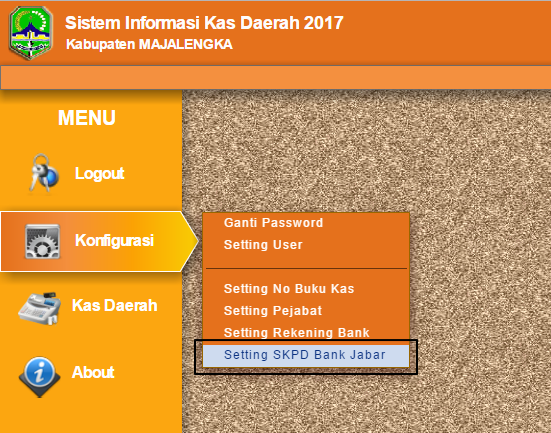 Sistem Informasi Kas Daerah 2017
Kabupaten MAJALENGKA
MENU
Logout
Konfigurasi
Ganti Password
Setting User
Setting No Buku Kas
Setting Pejabat
Setting Rekening Bank
Setting SKPD Bank Jabar
Kas Daerah
About